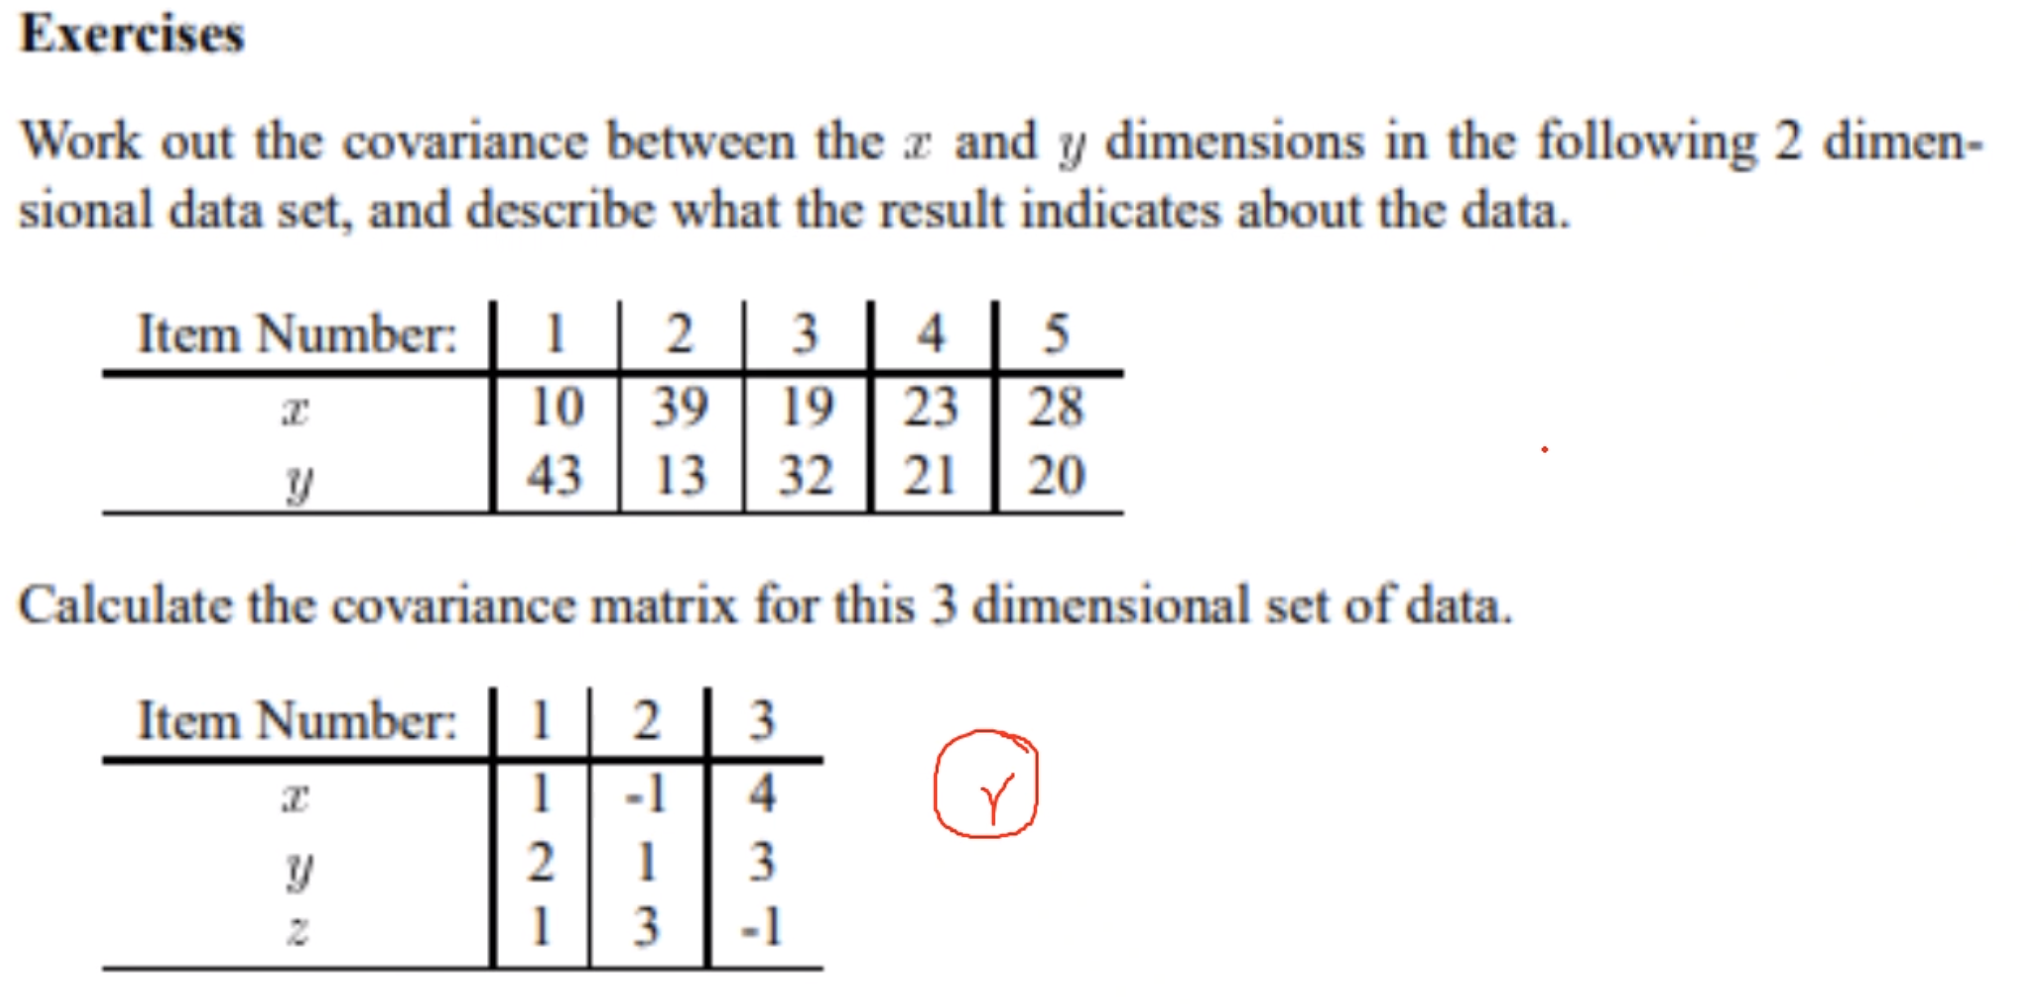 Exercises
Work out the covariance between the x and y dimensions in the following 2 dimen-
sional data set, and describe what the result indicates about the data.
Item Number: 1 2 3 4 5
x 10 39 19 23 28
y 43 13 32 21 20
Calculate the covariance matrix for this 3 dimensional set of data.
Item Number: 1 2 3
x 1 -1 4
y 2 1 3
z 1 3 -1
Y